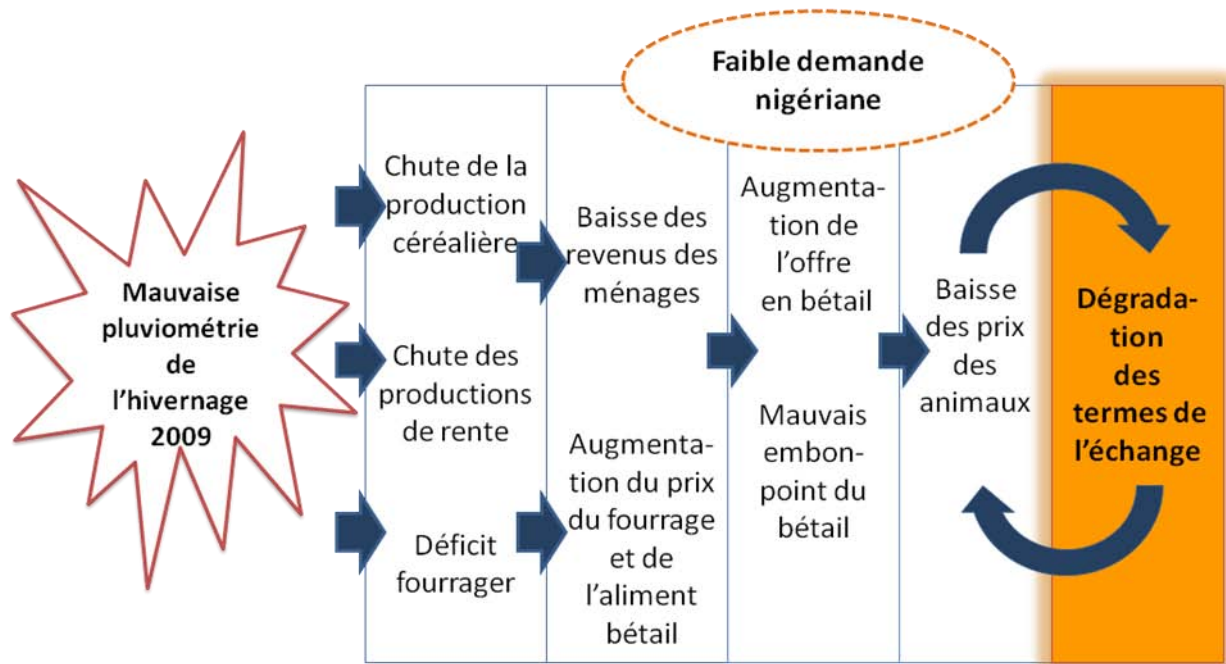 Faible demande
nigériane
Mauvaise
pluviométrie
de
l'hivernage
2009
Chute de la
production
céréalière
Chute des
productions
de rente
Déficit
fourrager
Baisse des
revenus des
ménages
Augmenta-
tion du prix
du fourrage
et de
l'aliment
bétail
Augmenta-
tion de
l'offre
en bétail
Mauvais
embon-
point du
bétail
Baisse
des prix
des
animaux
Dégrada-
tion
des
termes de
l'échange